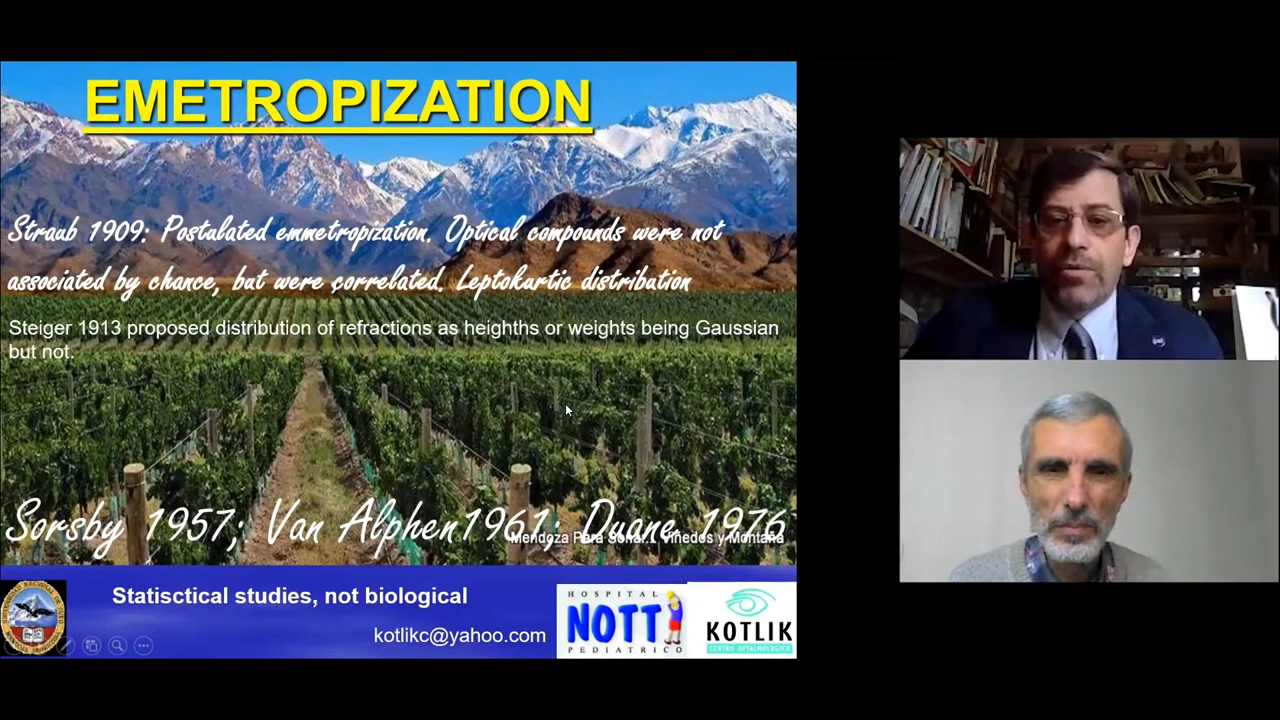 EMETROPIZATION
Straub 1909: Postulated emmetropization. Optical compounds were not
associated by chance, but were correlated. Leptokurtic distribution
Steiger 1913 proposed distribution of refractions as heighths or weights being Gaussian
but not.
Sorsby 1957; Van Alphen1961; Duane, 1976
Mendoza Para Soñar... Viñedos y Montaña
Statisctical studies, not biological
kotlikc@yahoo.com
HOSPITAL
NOTTI
PEDIATRICO
KOTLIK
CENTRO OFTALMOLOGICO